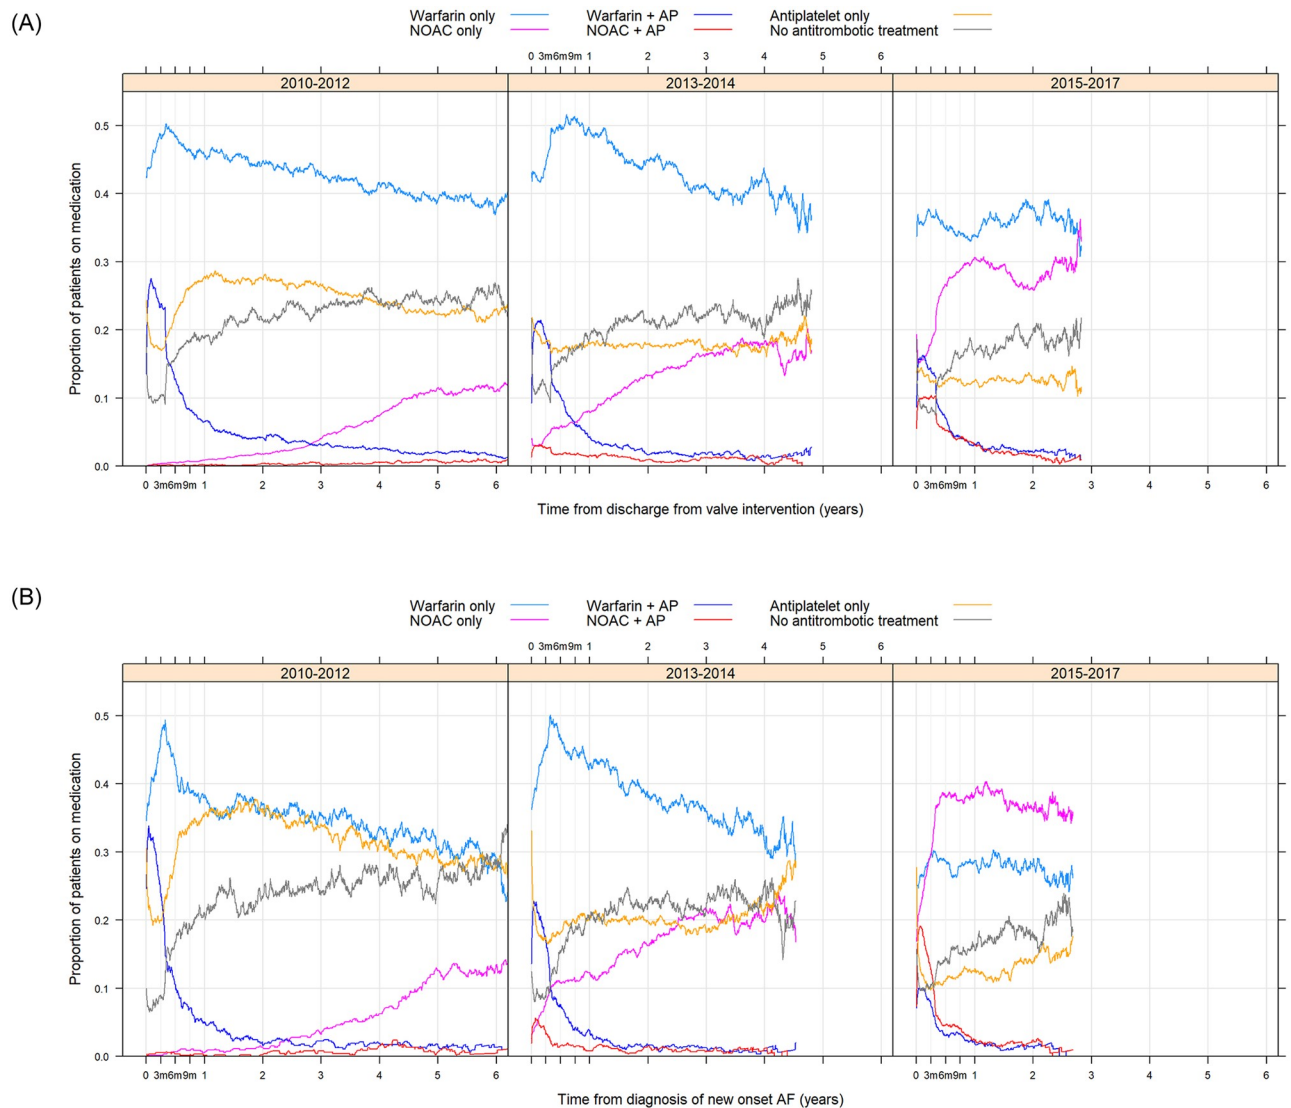 (A)
Warfarin only Warfarin + AP Antiplatelet only
NOAC only NOAC + AP No antitrombotic treatment
0 3m6m9m 1 2 3 4 5 6
2010-2012 2013-2014 2015-2017
Proportion of patients on medication
0.5
0.4
0.3
0.2
0.1
0.0
0 3m6m9m 1 2 3 4 5 6 0 3m6m9m 1 2 3 4 5 6
Time from discharge from valve intervention (years)
(B)
Warfarin only Warfarin + AP Antiplatelet only
NOAC only NOAC + AP No antitrombotic treatment
0 3m6m9m 1 2 3 4 5 6
2010-2012 2013-2014 2015-2017
Proportion of patients on medication
0.5
0.4
0.3
0.2
0.1
0.0
0 3m6m9m 1 2 3 4 5 6 0 3m6m9m 1 2 3 4 5 6
Time from diagnosis of new onset AF (years)